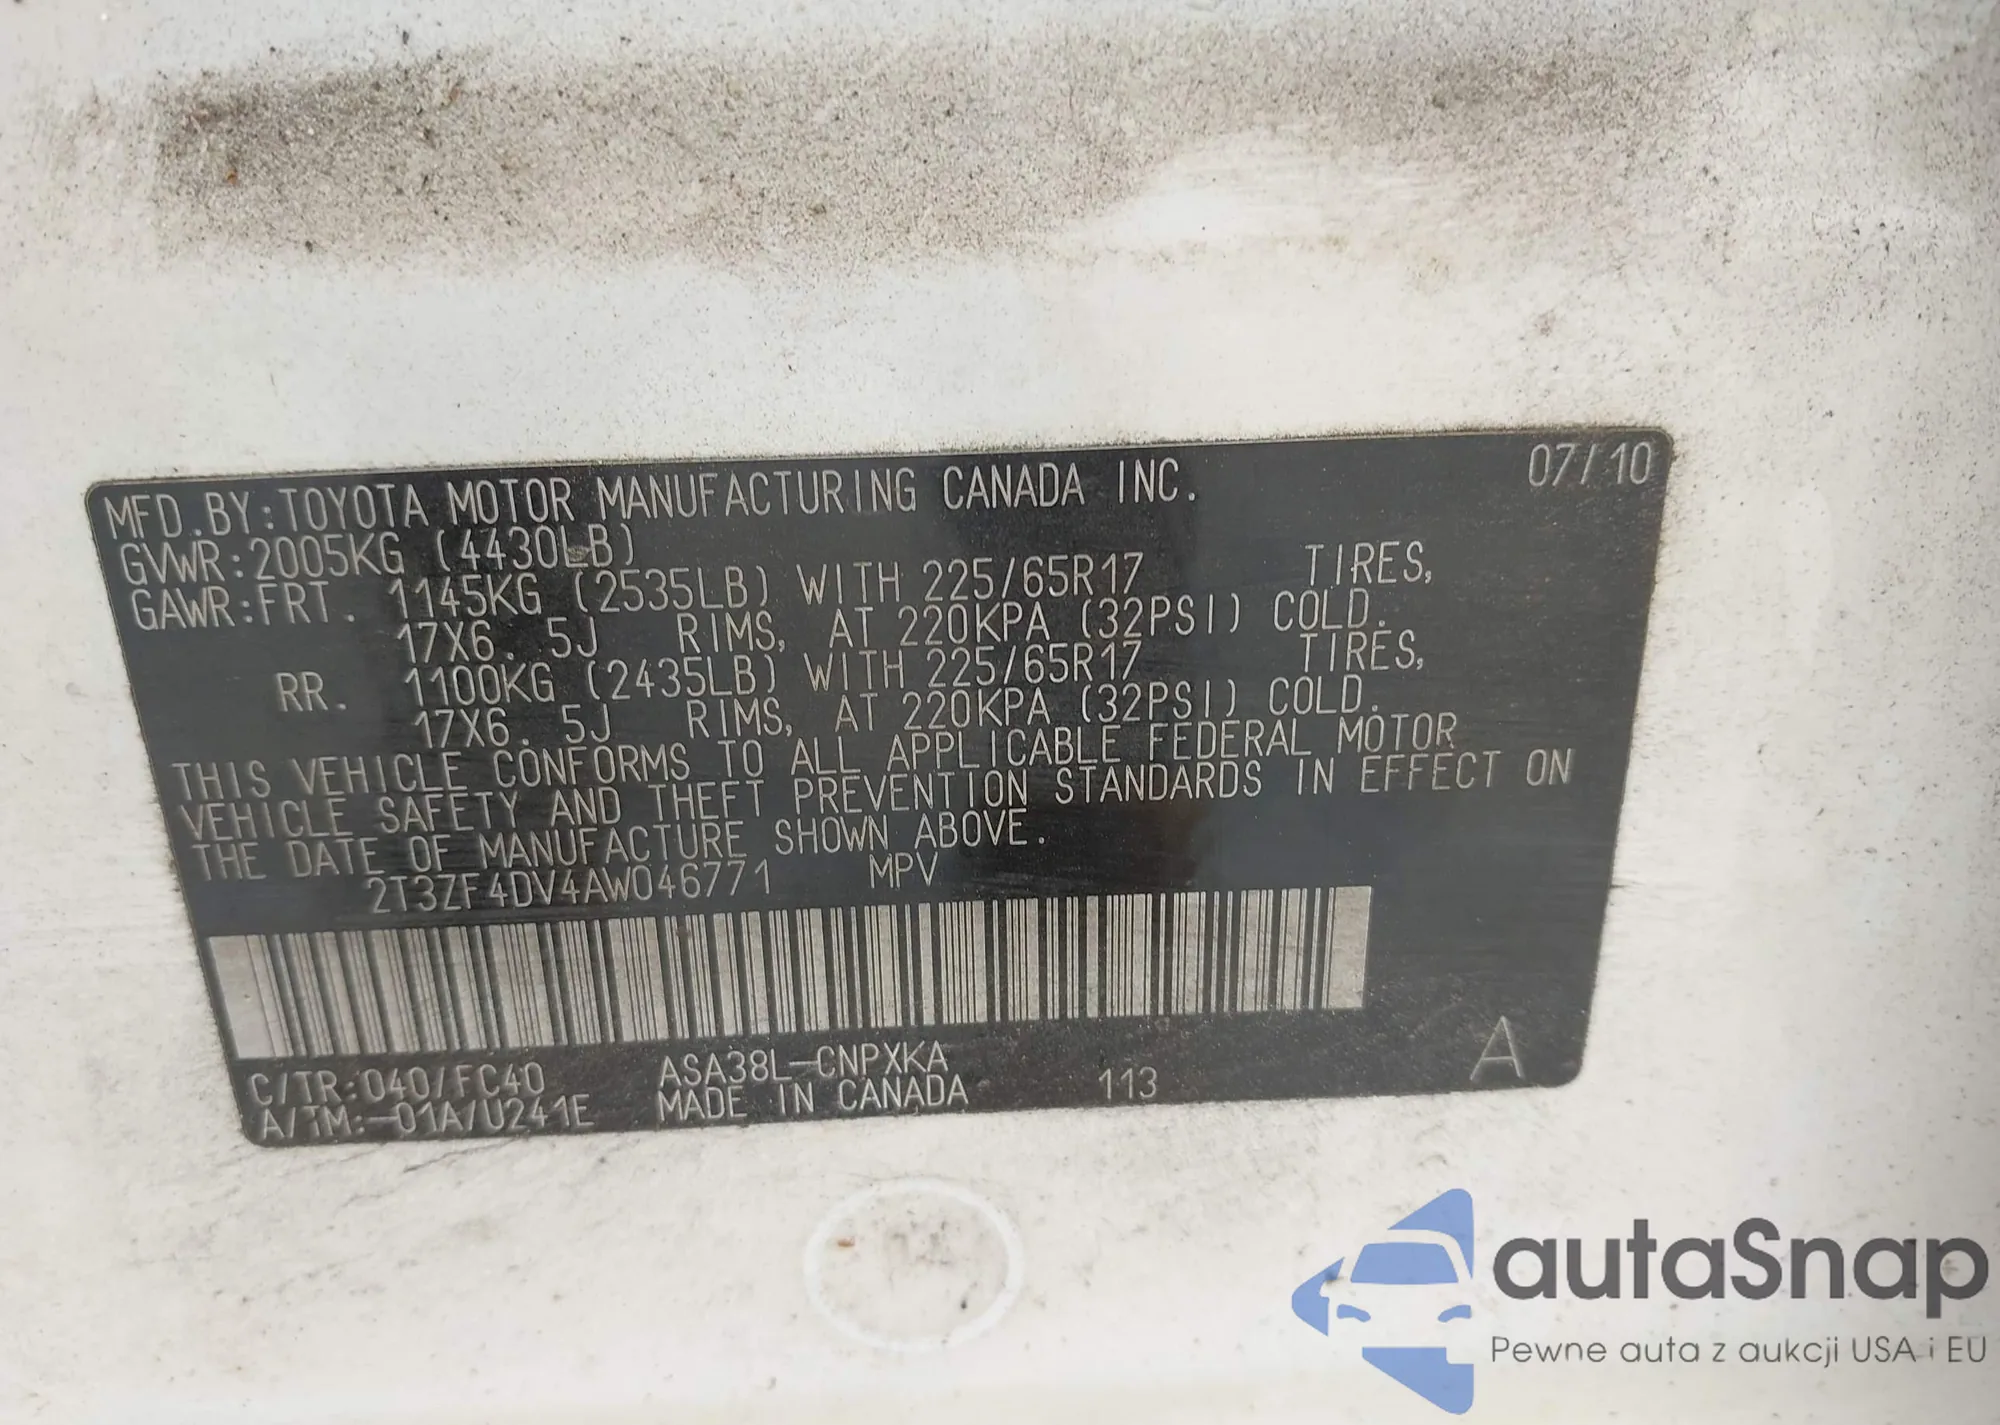 MFD.BY:TOYOTA MOTOR MANUFACTURING CANADA INC. 07/10
GVWR:2005KG (4430LB)
GAWR:FRT. 1145KG (2535LB) WITH 225/65R17 TIRES,
17X6.5J RIMS, AT 220KPA (32PSI) COLD.
RR. 1100KG (2435LB) WITH 225/65R17 TIRES,
17X6.5J RIMS, AT 220KPA (32PSI) COLD.
THIS VEHICLE CONFORMS TO ALL APPLICABLE FEDERAL MOTOR
VEHICLE SAFETY AND THEFT PREVENTION STANDARDS IN EFFECT ON
THE DATE OF MANUFACTURE SHOWN ABOVE.
2T3ZF4DV4AW046771 MPV
C/TR:040/FC40 ASA38L-CNPXKA
A/TM:-01A/U241E MADE IN CANADA 113 A
autaSnap
Pewne auta z aukcji USA i EU